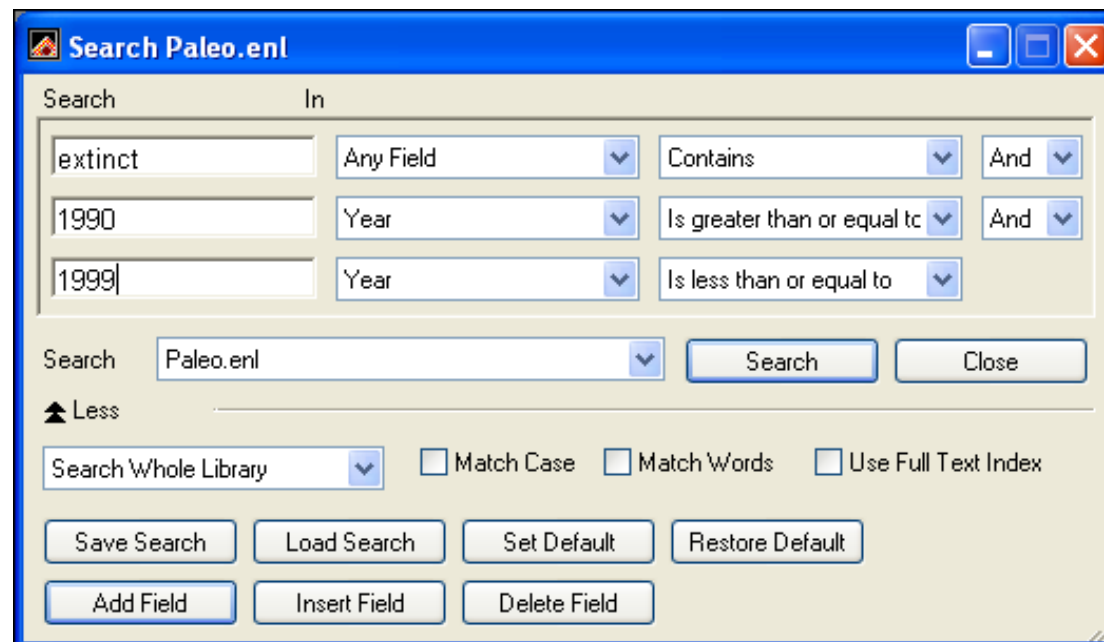 Search Paleo.enl
Search In
extinct Any Field Contains And
1990 Year Is greater than or equal tc And
1999 Year Is less than or equal to
Search Paleo.enl Search Close
Less
Search Whole Library Match Case Match Words Use Full Text Index
Save Search Load Search Set Default Restore Default
Add Field Insert Field Delete Field